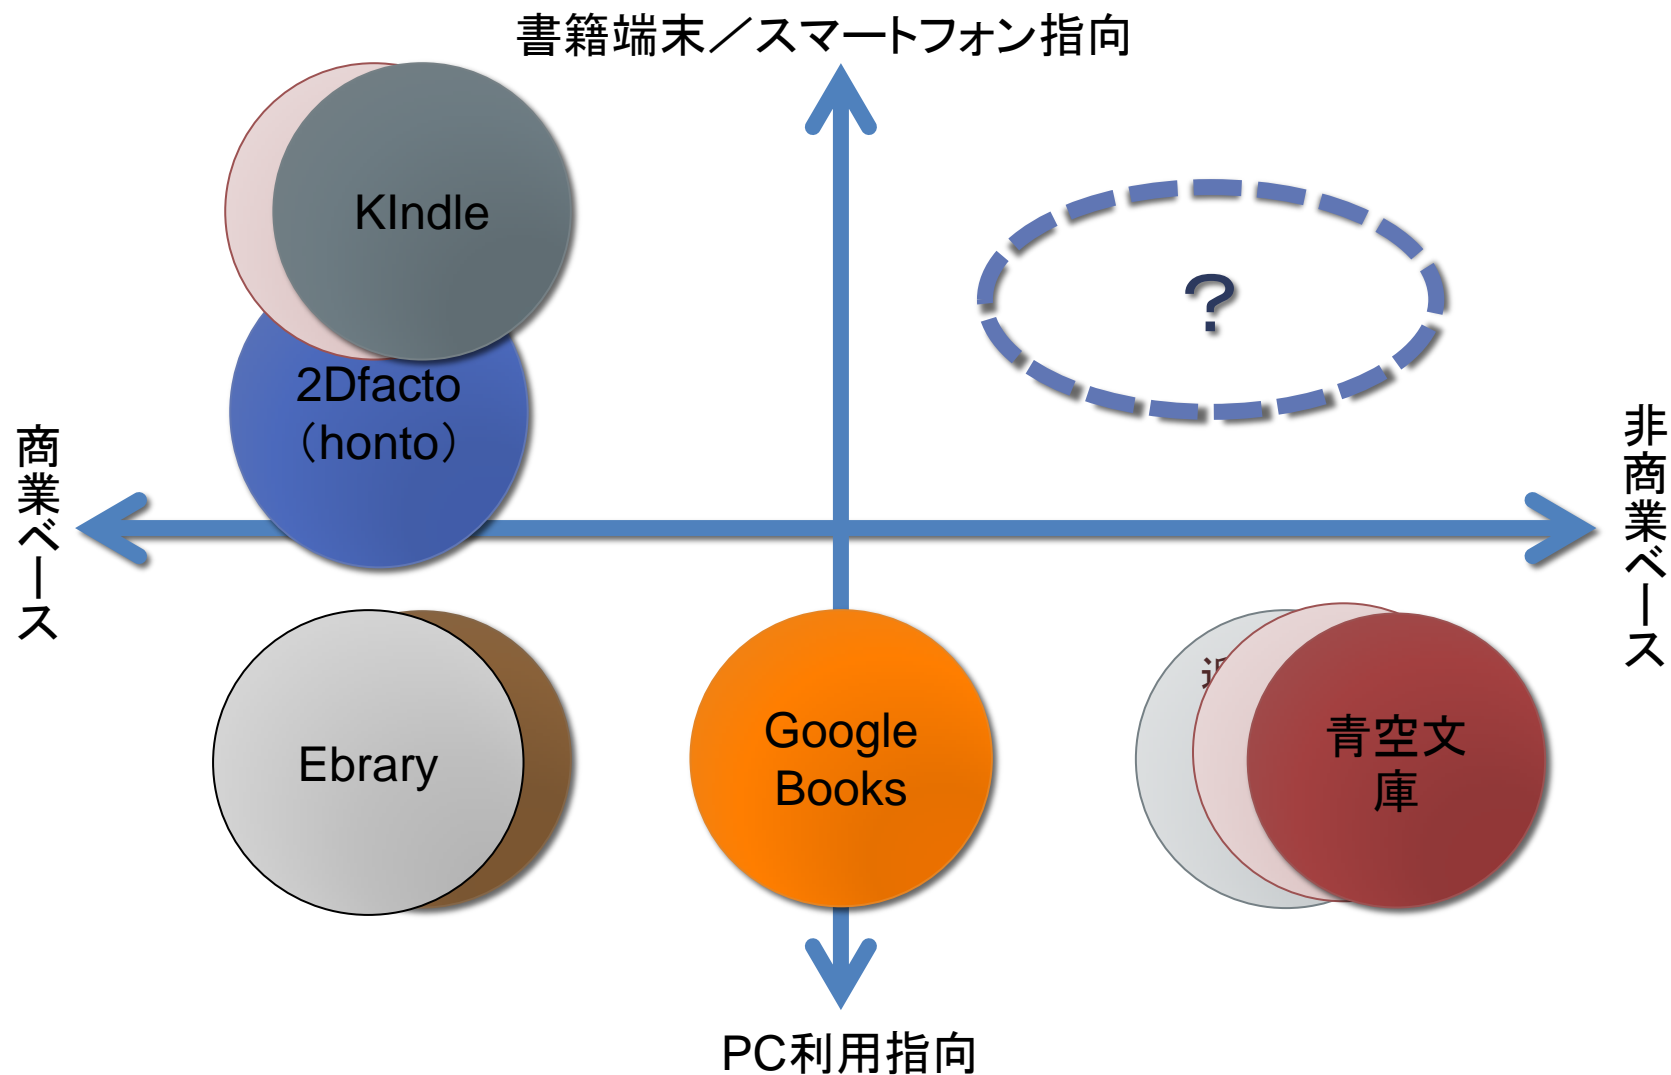 書籍端末／スマートフォン指向
KIndle
?
2Dfacto
（honto）
商業ベース
非商業ベース
Ebrary
Google
Books
青空文
庫
PC利用指向